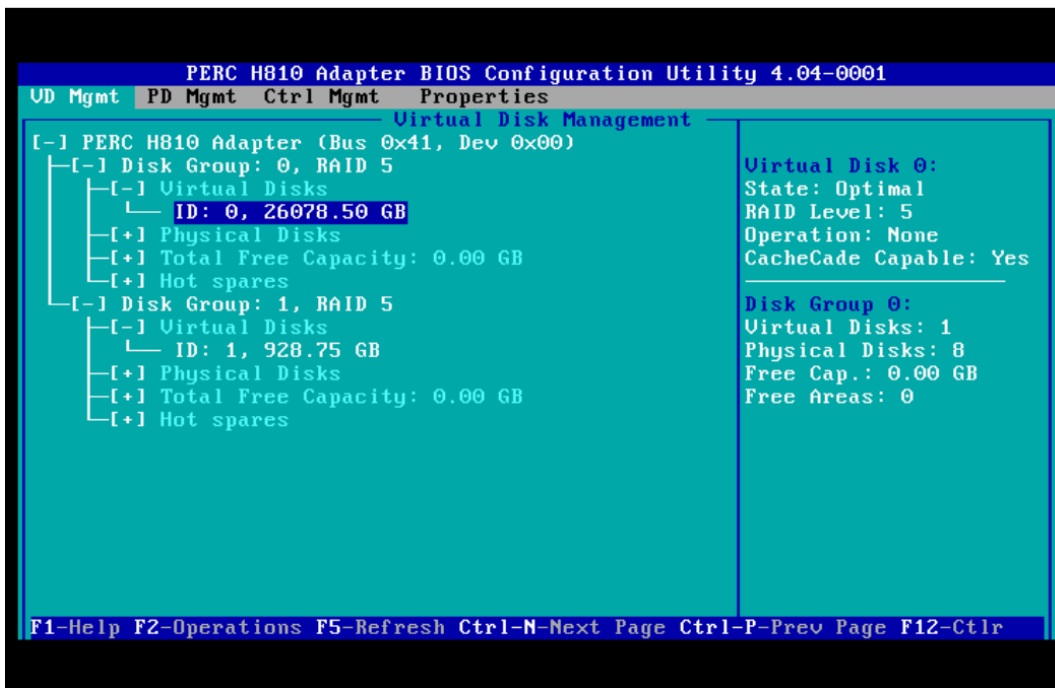 PERC H810 Adapter BIOS Configuration Utility 4.04-0001
VD Mgmt PD Mgmt Ctrl Mgmt Properties
Virtual Disk Management
[-] PERC H810 Adapter (Bus 0x41, Dev 0x00)
[-] Disk Group: 0, RAID 5
[-] Virtual Disks
ID: 0, 26078.50 GB
[+] Physical Disks
[+] Total Free Capacity: 0.00 GB
[+] Hot spares
[-] Disk Group: 1, RAID 5
[-] Virtual Disks
ID: 1, 928.75 GB
[+] Physical Disks
[+] Total Free Capacity: 0.00 GB
[+] Hot spares
Virtual Disk 0:
State: Optimal
RAID Level: 5
Operation: None
CacheCade Capable: Yes
Disk Group 0:
Virtual Disks: 1
Physical Disks: 8
Free Cap.: 0.00 GB
Free Areas: 0
F1-Help F2-Operations F5-Refresh Ctrl-N-Next Page Ctrl-P-Prev Page F12-Ctlr